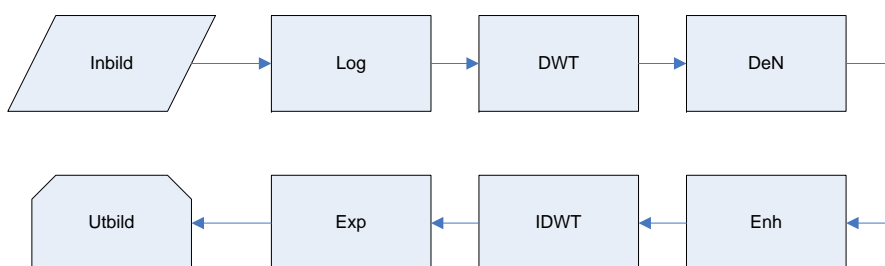 Inbild
Log
DWT
DeN
Enh
IDWT
Exp
Utbild